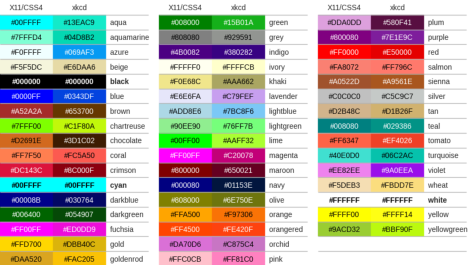 X11/CSS4 xkcd
#00FFFF #13EAC9 aqua
#7FFFD4 #04D8B2 aquamarine
#F0FFFF #069AF3 azure
#F5F5DC #E6DAA6 beige
#000000 #000000 black
#0000FF #0343DF blue
#A52A2A #653700 brown
#7FFF00 #C1F80A chartreuse
#D2691E #3D1C02 chocolate
#FF7F50 #FC5A50 coral
#DC143C #8C000F crimson
#00FFFF #00FFFF cyan
#00008B #030764 darkblue
#006400 #054907 darkgreen
#FF00FF #ED0DD9 fuchsia
#FFD700 #DBB40C gold
#DAA520 #FAC205 goldenrod
X11/CSS4 xkcd
#008000 #15B01A green
#808080 #929591 grey
#4B0082 #380282 indigo
#FFFFF0 #FFFFCB ivory
#F0E68C #AAA662 khaki
#E6E6FA #C79FEF lavender
#ADD8E6 #7BC8F6 lightblue
#90EE90 #76FF7B lightgreen
#00FF00 #AAFF32 lime
#FF00FF #C20078 magenta
#800000 #650021 maroon
#000080 #01153E navy
#808000 #6E750E olive
#FFA500 #F97306 orange
#FF4500 #FE420F orangered
#DA70D6 #C875C4 orchid
#FFC0CB #FF81C0 pink
X11/CSS4 xkcd
#DDA0DD #580F41 plum
#800080 #7E1E9C purple
#FF0000 #E50000 red
#FA8072 #FF796C salmon
#A0522D #A9561E sienna
#C0C0C0 #C5C9C7 silver
#D2B48C #D1B26F tan
#008080 #029386 teal
#FF6347 #EF4026 tomato
#40E0D0 #06C2AC turquoise
#EE82EE #9A0EEA violet
#F5DEB3 #FBDD7E wheat
#FFFFFF #FFFFFF white
#FFFF00 #FFFF14 yellow
#9ACD32 #BBF90F yellowgreen